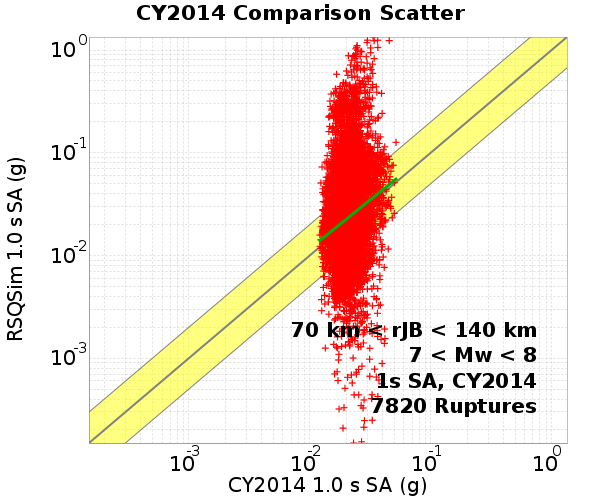 CY2014 Comparison Scatter
RSQSim 1.0 s SA (g)
10^0
10^-1
10^-2
10^-3
70 km < rJB < 140 km
7 < Mw < 8
1s SA, CY2014
7820 Ruptures
10^-3 10^-2 10^-1 10^0
CY2014 1.0 s SA (g)